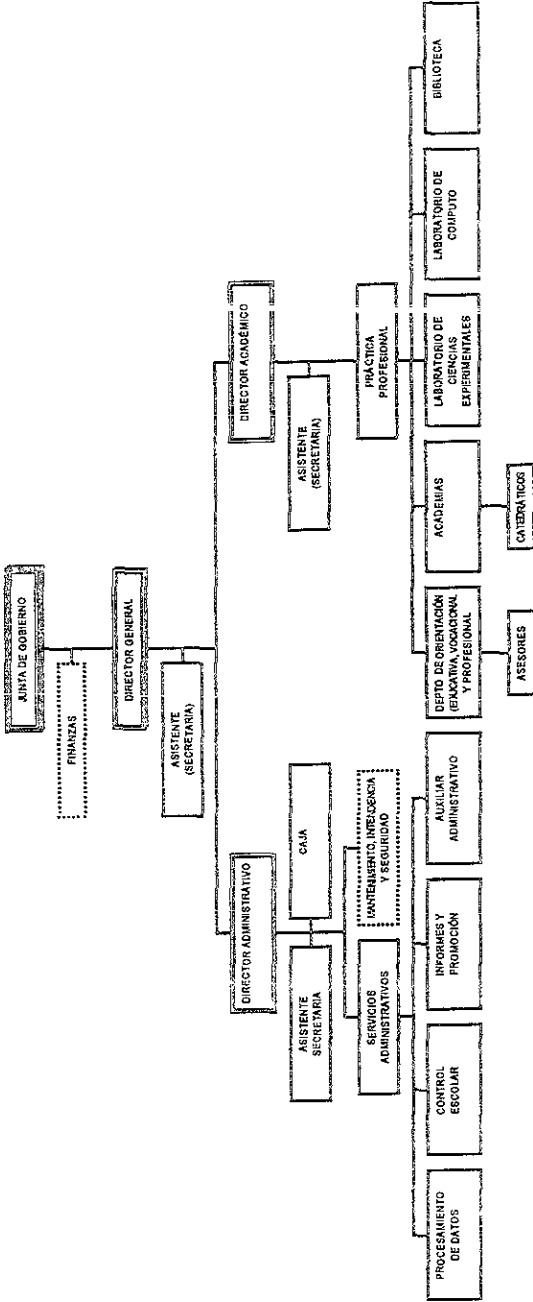 JUNTA DE GOBIERNO
FINANZAS
DIRECTOR GENERAL
ASISTENTE
(SECRETARIA)
DIRECTOR ADMINISTRATIVO
DIRECTOR ACADÉMICO
ASISTENTE
SECRETARIA
CAJA
ASISTENTE
(SECRETARIA)
SERVICIOS
ADMINISTRATIVOS
MANTENIMIENTO, INTENDENCIA
Y SEGURIDAD
PRÁCTICA
PROFESIONAL
PROCESAMIENTO
DE DATOS
CONTROL
ESCOLAR
INFORMES Y
PROMOCIÓN
AUXILIAR
ADMINISTRATIVO
DEPTO DE ORIENTACIÓN
(EDUCATIVA, VOCACIONAL
Y PROFESIONAL
ACADEMIAS
LABORATORIO DE
CIENCIAS
EXPERIMENTALES
LABORATORIO DE
COMPUTO
BIBLIOTECA
ASESORES
CATEDRÁTICOS